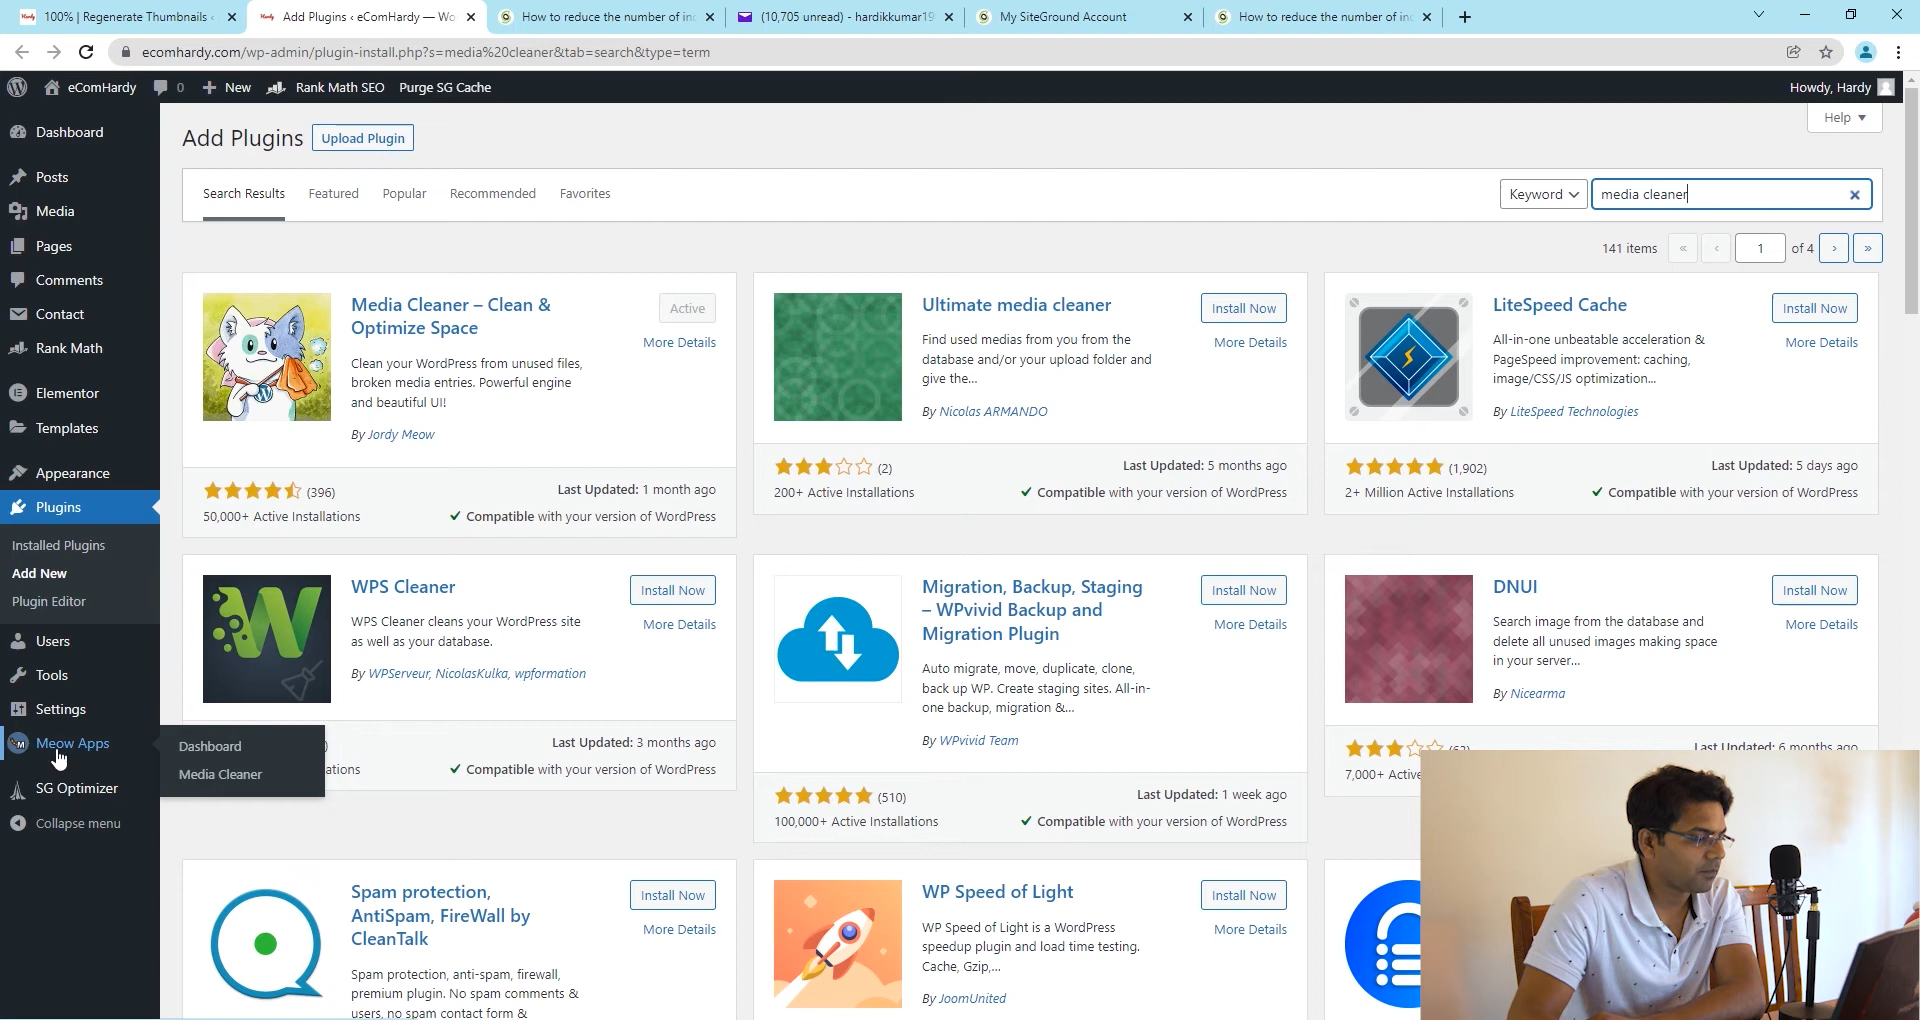 100% | Regenerate Thumbnails ‹
Add Plugins ‹ eComHardy — Wo
How to reduce the number of in
(10,705 unread) - hardikkumar19
My SiteGround Account
How to reduce the number of in
ecomhardy.com/wp-admin/plugin-install.php?s=media%20cleaner&tab=search&type=term
eComHardy 0 New Rank Math SEO Purge SG Cache Howdy, Hardy
Dashboard
Posts
Media
Pages
Comments
Contact
Rank Math
Elementor
Templates
Appearance
Plugins
Installed Plugins
Add New
Plugin Editor
Users
Tools
Settings
Meow Apps
SG Optimizer
Collapse menu
Dashboard
Media Cleaner
Help
Add Plugins Upload Plugin
Search Results Featured Popular Recommended Favorites
Keyword media cleaner
141 items « ‹ 1 of 4 › »
Media Cleaner – Clean &
Optimize Space
Active
More Details
Clean your WordPress from unused files,
broken media entries. Powerful engine
and beautiful UI!
By Jordy Meow
(396)
Last Updated: 1 month ago
50,000+ Active Installations
Compatible with your version of WordPress
Ultimate media cleaner
Install Now
More Details
Find used medias from you from the
database and/or your upload folder and
give the...
By Nicolas ARMANDO
(2)
Last Updated: 5 months ago
200+ Active Installations
Compatible with your version of WordPress
LiteSpeed Cache
Install Now
More Details
All-in-one unbeatable acceleration &
PageSpeed improvement: caching,
image/CSS/JS optimization...
By LiteSpeed Technologies
(1,902)
Last Updated: 5 days ago
2+ Million Active Installations
Compatible with your version of WordPress
WPS Cleaner
Install Now
More Details
WPS Cleaner cleans your WordPress site
as well as your database.
By WPServeur, NicolasKulka, wpformation
)
Last Updated: 3 months ago
ations
Compatible with your version of WordPress
Migration, Backup, Staging
– WPvivid Backup and
Migration Plugin
Install Now
More Details
Auto migrate, move, duplicate, clone,
back up WP. Create staging sites. All-in-
one backup, migration &...
By WPvivid Team
(510)
Last Updated: 1 week ago
100,000+ Active Installations
Compatible with your version of WordPress
DNUI
Install Now
More Details
Search image from the database and
delete all unused images making space
in your server...
By Nicearma
Last Updated: 6 months ago
7,000+ Active
Spam protection,
AntiSpam, FireWall by
CleanTalk
Install Now
More Details
Spam protection, anti-spam, firewall,
premium plugin. No spam comments &
users, no spam contact form &
WP Speed of Light
Install Now
More Details
WP Speed of Light is a WordPress
speedup plugin and load time testing.
Cache, Gzip,...
By JoomUnited